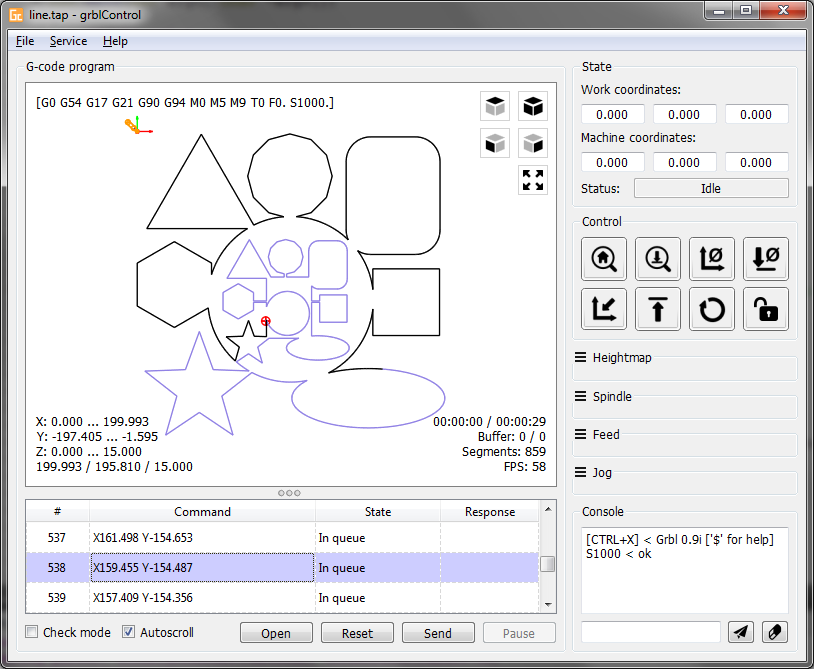 Gc line.tap - grblControl
File Service Help
G-code program
[G0 G54 G17 G21 G90 G94 M0 M5 M9 T0 F0. S1000.]
X: 0.000 ... 199.993
Y: -197.405 ... -1.595
Z: 0.000 ... 15.000
199.993 / 195.810 / 15.000
00:00:00 / 00:00:29
Buffer: 0 / 0
Segments: 859
FPS: 58
# Command State Response
537 X161.498 Y-154.653 In queue
538 X159.455 Y-154.487 In queue
539 X157.409 Y-154.356 In queue
Check mode Autoscroll Open Reset Send Pause
State
Work coordinates:
0.000 0.000 0.000
Machine coordinates:
0.000 0.000 0.000
Status: Idle
Control
Heightmap
Spindle
Feed
Jog
Console
[CTRL+X] < Grbl 0.9i ['$' for help]
S1000 < ok